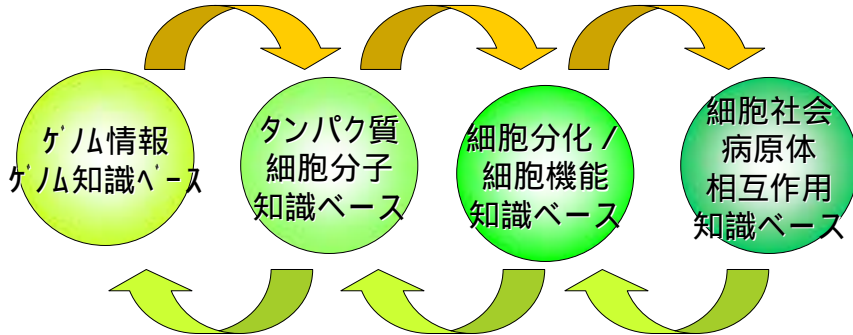 ｹﾞﾉﾑ情報
ｹﾞﾉﾑ知識ﾍﾞｰｽ
タンパク質
細胞分子
知識ベース
細胞分化 /
細胞機能
知識ベース
細胞社会
病原体
相互作用
知識ベース